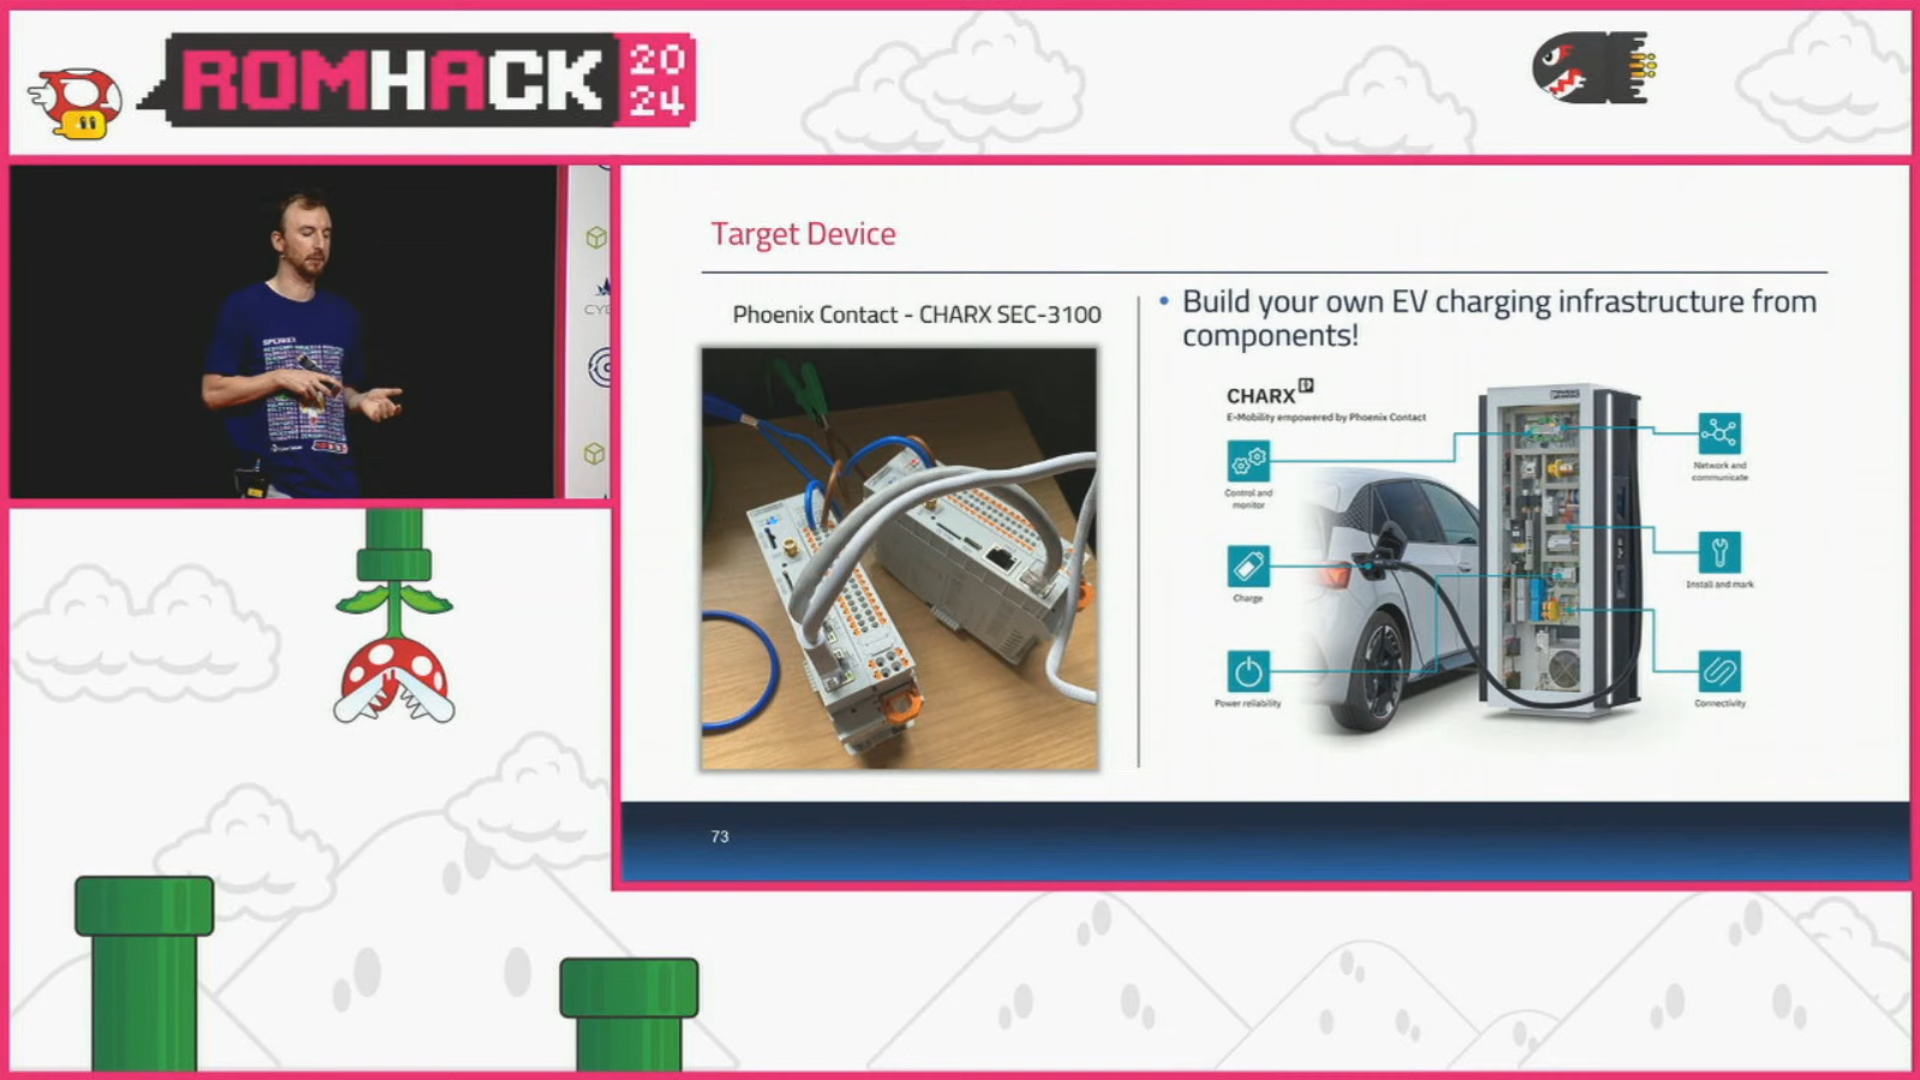 ROMHACK
20
24
SPEAKER
CYB
Target Device
Phoenix Contact - CHARX SEC-3100
• Build your own EV charging infrastructure from
components!
CHARX
E-Mobility empowered by Phoenix Contact
Control and
monitor
Network and
communicate
Charge
Install and mark
Power reliability
Connectivity
73